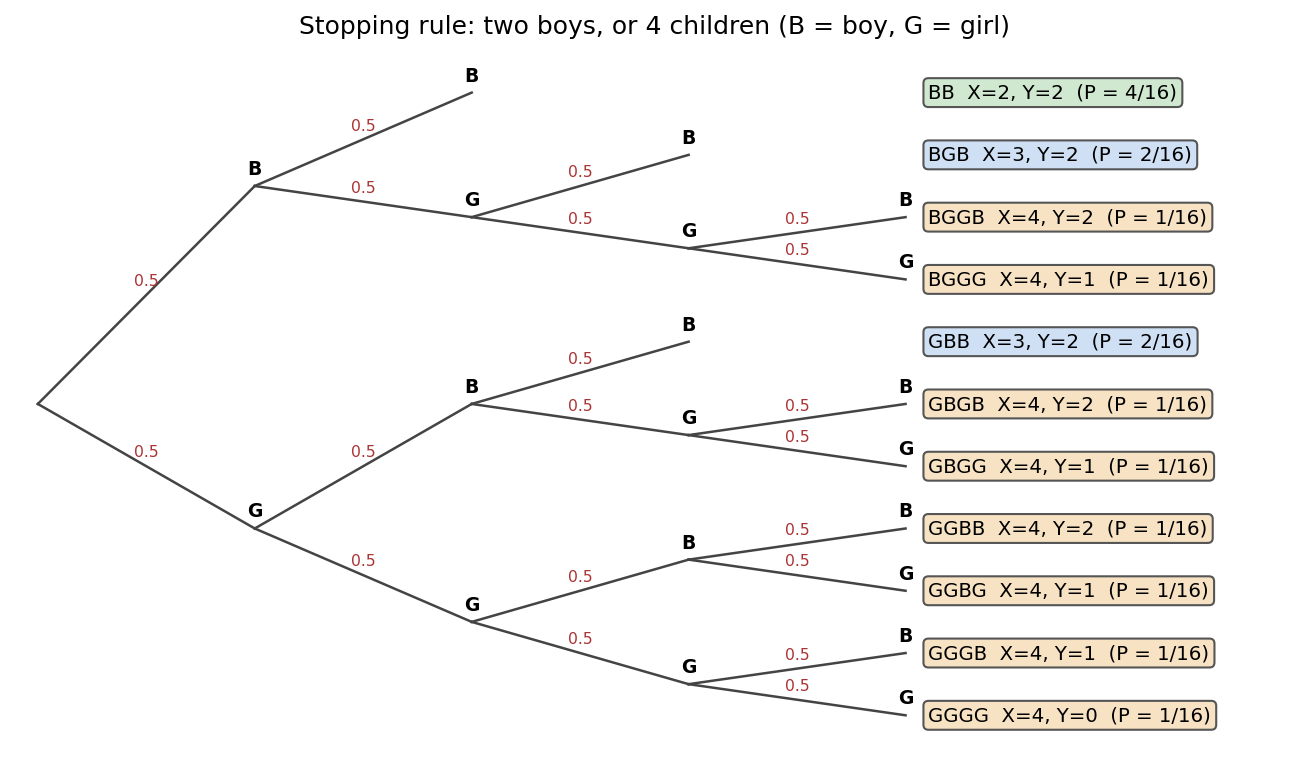 Stopping rule: two boys, or 4 children (B = boy, G = girl)
B
BB  X=2, Y=2  (P = 4/16)
0.5
B
BGB  X=3, Y=2  (P = 2/16)
B
0.5
0.5
G
B
BGGB  X=4, Y=2  (P = 1/16)
0.5
0.5
G
0.5
G
BGGG  X=4, Y=1  (P = 1/16)
0.5
B
GBB  X=3, Y=2  (P = 2/16)
0.5
B
B
GBGB  X=4, Y=2  (P = 1/16)
0.5
0.5
G
0.5
0.5
0.5
G
GBGG  X=4, Y=1  (P = 1/16)
G
B
GGBB  X=4, Y=2  (P = 1/16)
0.5
B
0.5
0.5
0.5
G
GGBG  X=4, Y=1  (P = 1/16)
G
B
GGGB  X=4, Y=1  (P = 1/16)
0.5
0.5
G
0.5
G
GGGG  X=4, Y=0  (P = 1/16)